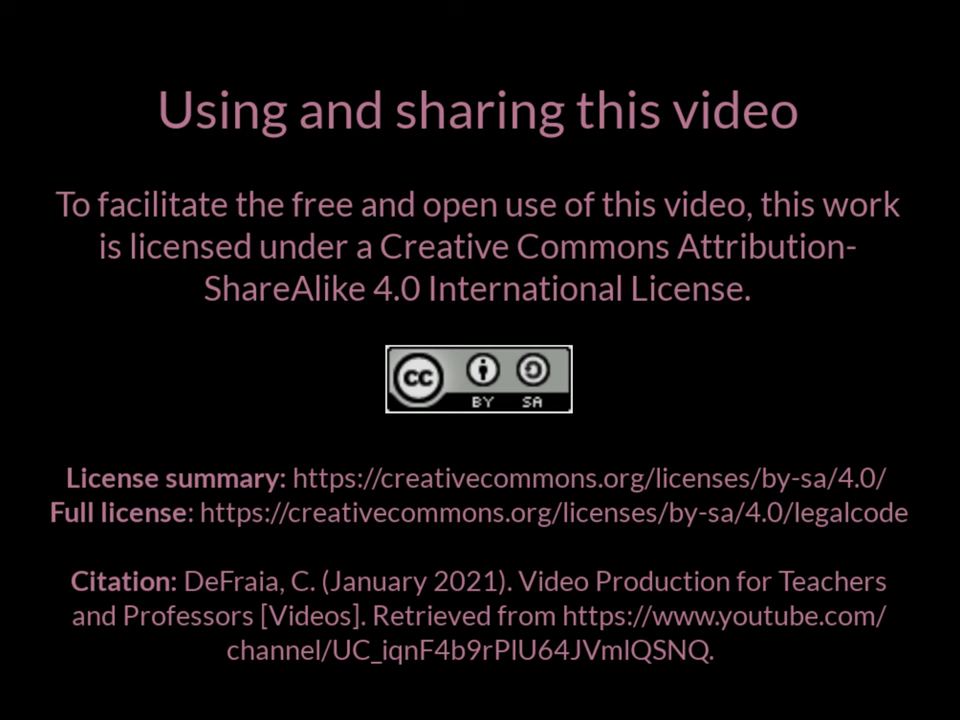 Using and sharing this video
To facilitate the free and open use of this video, this work
is licensed under a Creative Commons Attribution-
ShareAlike 4.0 International License.
cc
BY SA
License summary: https://creativecommons.org/licenses/by-sa/4.0/
Full license: https://creativecommons.org/licenses/by-sa/4.0/legalcode
Citation: DeFraia, C. (January 2021). Video Production for Teachers
and Professors [Videos]. Retrieved from https://www.youtube.com/
channel/UC_iqnF4b9rPlU64JVmlQSNQ.